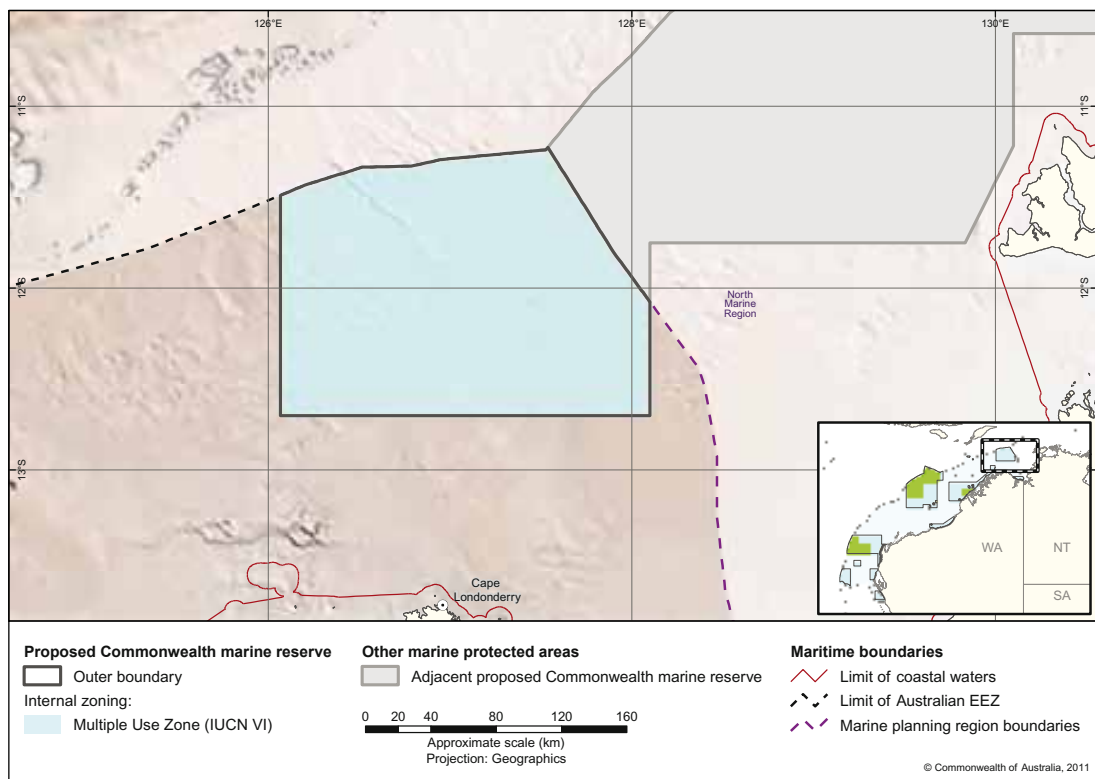 126°E
128°E
130°E
11°S
11°S
12°S
12°S
13°S
13°S
North
Marine
Region
Cape
Londonderry
WA
NT
SA
Proposed Commonwealth marine reserve
Outer boundary
Internal zoning:
Multiple Use Zone (IUCN VI)
Other marine protected areas
Adjacent proposed Commonwealth marine reserve
0 20 40 80 120 160
Approximate scale (km)
Projection: Geographics
Maritime boundaries
Limit of coastal waters
Limit of Australian EEZ
Marine planning region boundaries
© Commonwealth of Australia, 2011